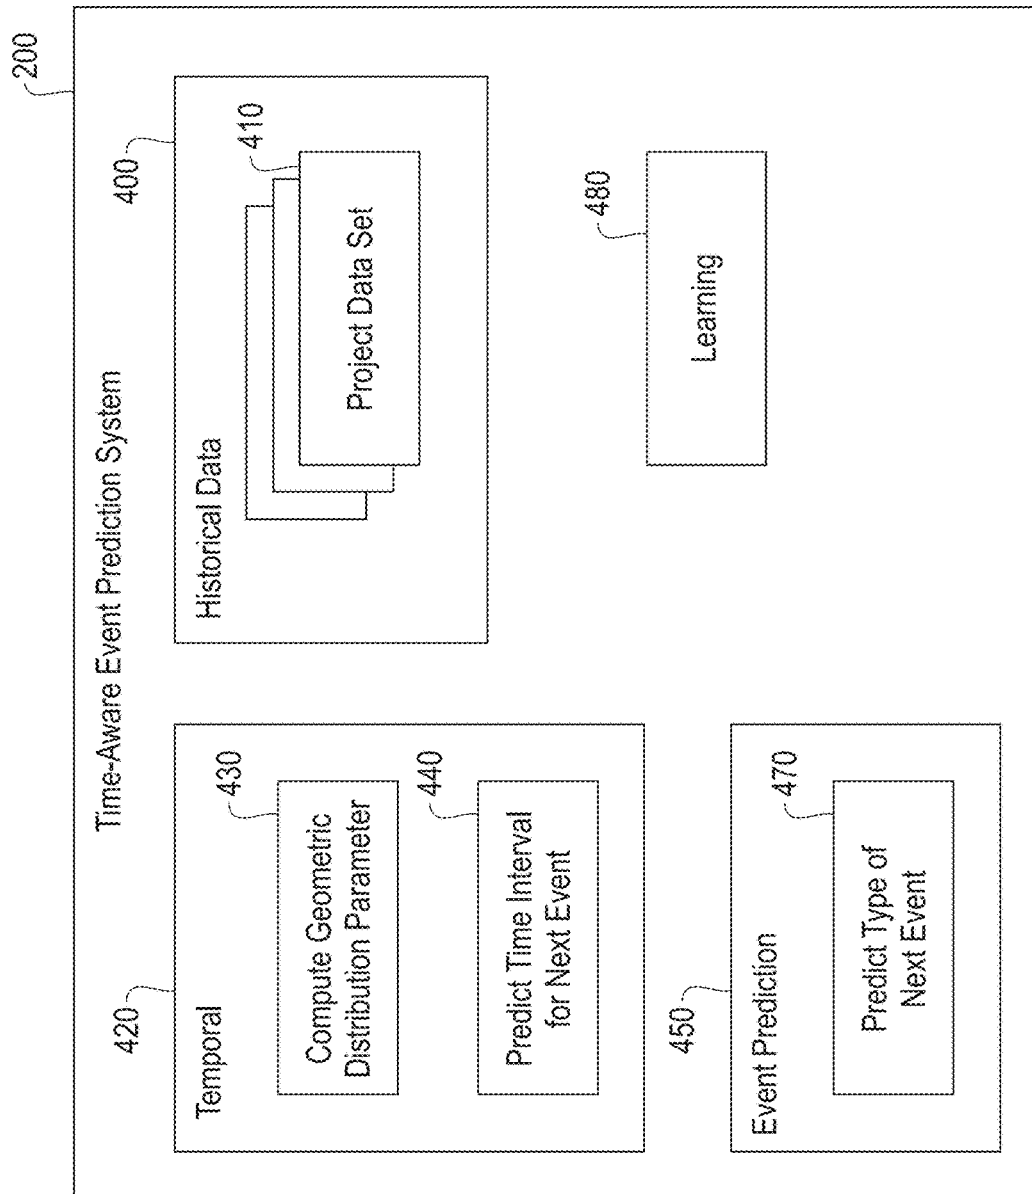 200
Time-Aware Event Prediction System
420
Temporal
430
Compute Geometric
Distribution Parameter
440
Predict Time Interval
for Next Event
450
Event Prediction
470
Predict Type of
Next Event
400
Historical Data
410
Project Data Set
480
Learning